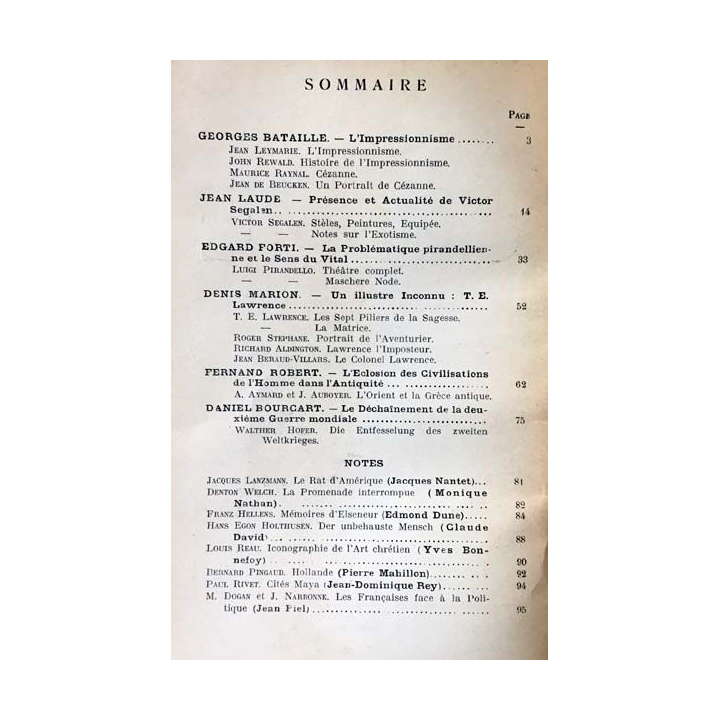 SOMMAIRE
PAGE
GEORGES BATAILLE. — L'Impressionnisme ........ 3
JEAN LEYMARIE. L'Impressionnisme.
JOHN REWALD. Histoire de l'Impressionnisme.
MAURICE RAYNAL. Cézanne.
JEAN DE BEUCKEN. Un Portrait de Cézanne.
JEAN LAUDE — Présence et Actualité de Victor
Segalen.. ........ 14
VICTOR SEGALEN. Stèles, Peintures, Equipée.
— — Notes sur l'Exotisme.
EDGARD FORTI. — La Problématique pirandellien-
ne et le Sens du Vital ........ 33
LUIGI PIRANDELLO. Théâtre complet.
— — Maschere Node.
DENIS MARION. — Un illustre Inconnu : T. E.
Lawrence ........ 52
T. E. LAWRENCE. Les Sept Piliers de la Sagesse.
— La Matrice.
ROGER STEPHANE. Portrait de l'Aventurier.
RICHARD ALDINGTON. Lawrence l'Imposteur.
JEAN BERAUD-VILLARS. Le Colonel Lawrence.
FERNAND ROBERT. — L'Eclosion des Civilisations
de l'Homme dans l'Antiquité ... ........ 62
A. AYMARD et J. AUBOYER. L'Orient et la Grèce antique.
DANIEL BOURCART. — Le Déchaînement de la deu-
xième Guerre mondiale ........ 75
WALTHER HOFER. Die Entfesselung des zweiten
Weltkrieges.
NOTES
JACQUES LANZMANN. Le Rat d'Amérique (Jacques Nantet)... 81
DENTON WELCH. La Promenade interrompue (Monique
Nathan). ........ 82
FRANZ HELLENS. Mémoires d'Elseneur (Edmond Dune)..... 84
HANS EGON HOLTHUSEN. Der unbehauste Mensch (Claude
David) ........ 88
LOUIS REAU. Iconographie de l'Art chrétien (Yves Bon-
nefoy) ........ 90
BERNARD PINGAUD. Hollande (Pierre Mahillon)........ 92
PAUL RIVET. Cités Maya (Jean-Dominique Rey)........ 94
M. DOGAN et J. NARBONNE. Les Françaises face à la Poli-
tique (Jean Piel)........ 95